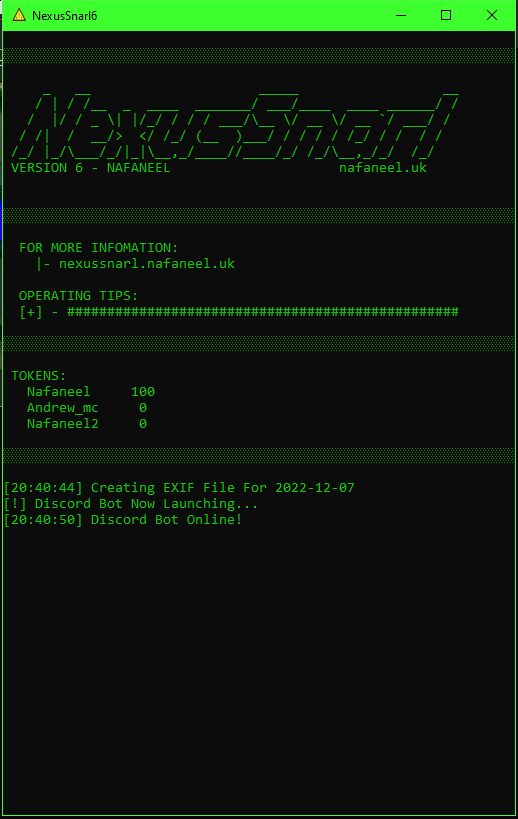 NexusSnarl6
NexusSnarl
VERSION 6 - NAFANEEL nafaneel.uk
FOR MORE INFOMATION:
|- nexussnarl.nafaneel.uk
OPERATING TIPS:
[+] - #################################################
TOKENS:
Nafaneel 100
Andrew_mc 0
Nafaneel2 0
[20:40:44] Creating EXIF File For 2022-12-07
[!] Discord Bot Now Launching...
[20:40:50] Discord Bot Online!